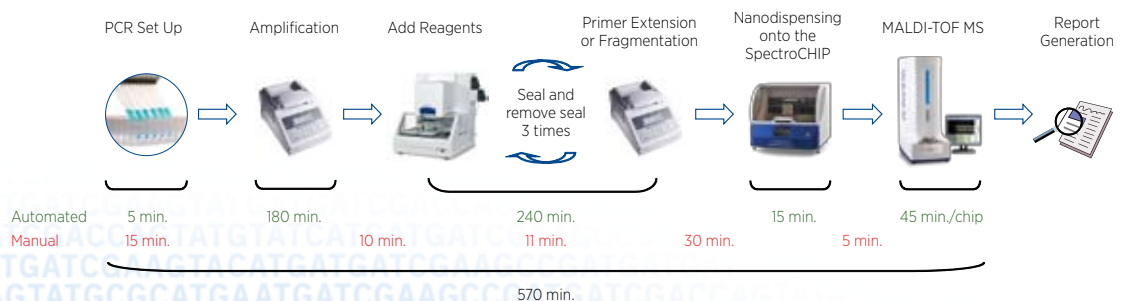 PCR Set Up
Amplification
Add Reagents
Primer Extension
or Fragmentation
Nanodispensing
onto the
SpectroCHIP
MALDI-TOF MS
Report
Generation
Seal and
remove seal
3 times
Automated 5 min. 180 min. 240 min. 15 min. 45 min./chip
Manual 15 min. 10 min. 11 min. 30 min. 5 min.
570 min.